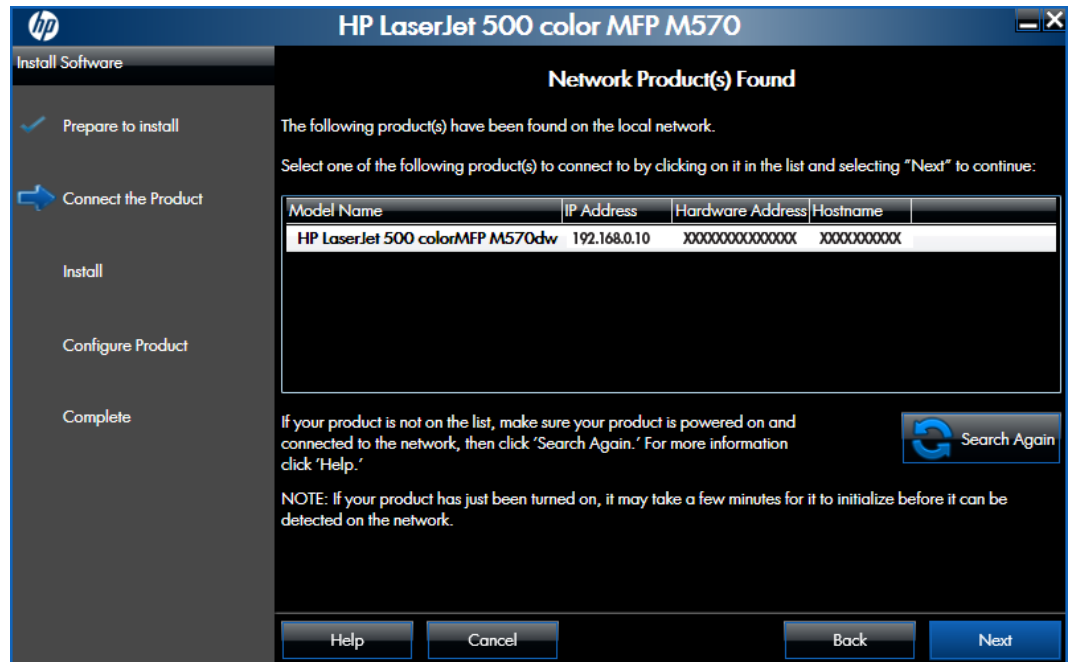 hp
HP LaserJet 500 color MFP M570
Install Software
Prepare to install
Connect the Product
Install
Configure Product
Complete
Network Product(s) Found
The following product(s) have been found on the local network.
Select one of the following product(s) to connect to by clicking on it in the list and selecting "Next" to continue:
Model Name IP Address Hardware Address Hostname
HP LaserJet 500 colorMFP M570dw 192.168.0.10 XXXXXXXXXXXXXX XXXXXXXXXX
If your product is not on the list, make sure your product is powered on and
connected to the network, then click 'Search Again.' For more information
click 'Help.'
Search Again
NOTE: If your product has just been turned on, it may take a few minutes for it to initialize before it can be
detected on the network.
Help Cancel Back Next